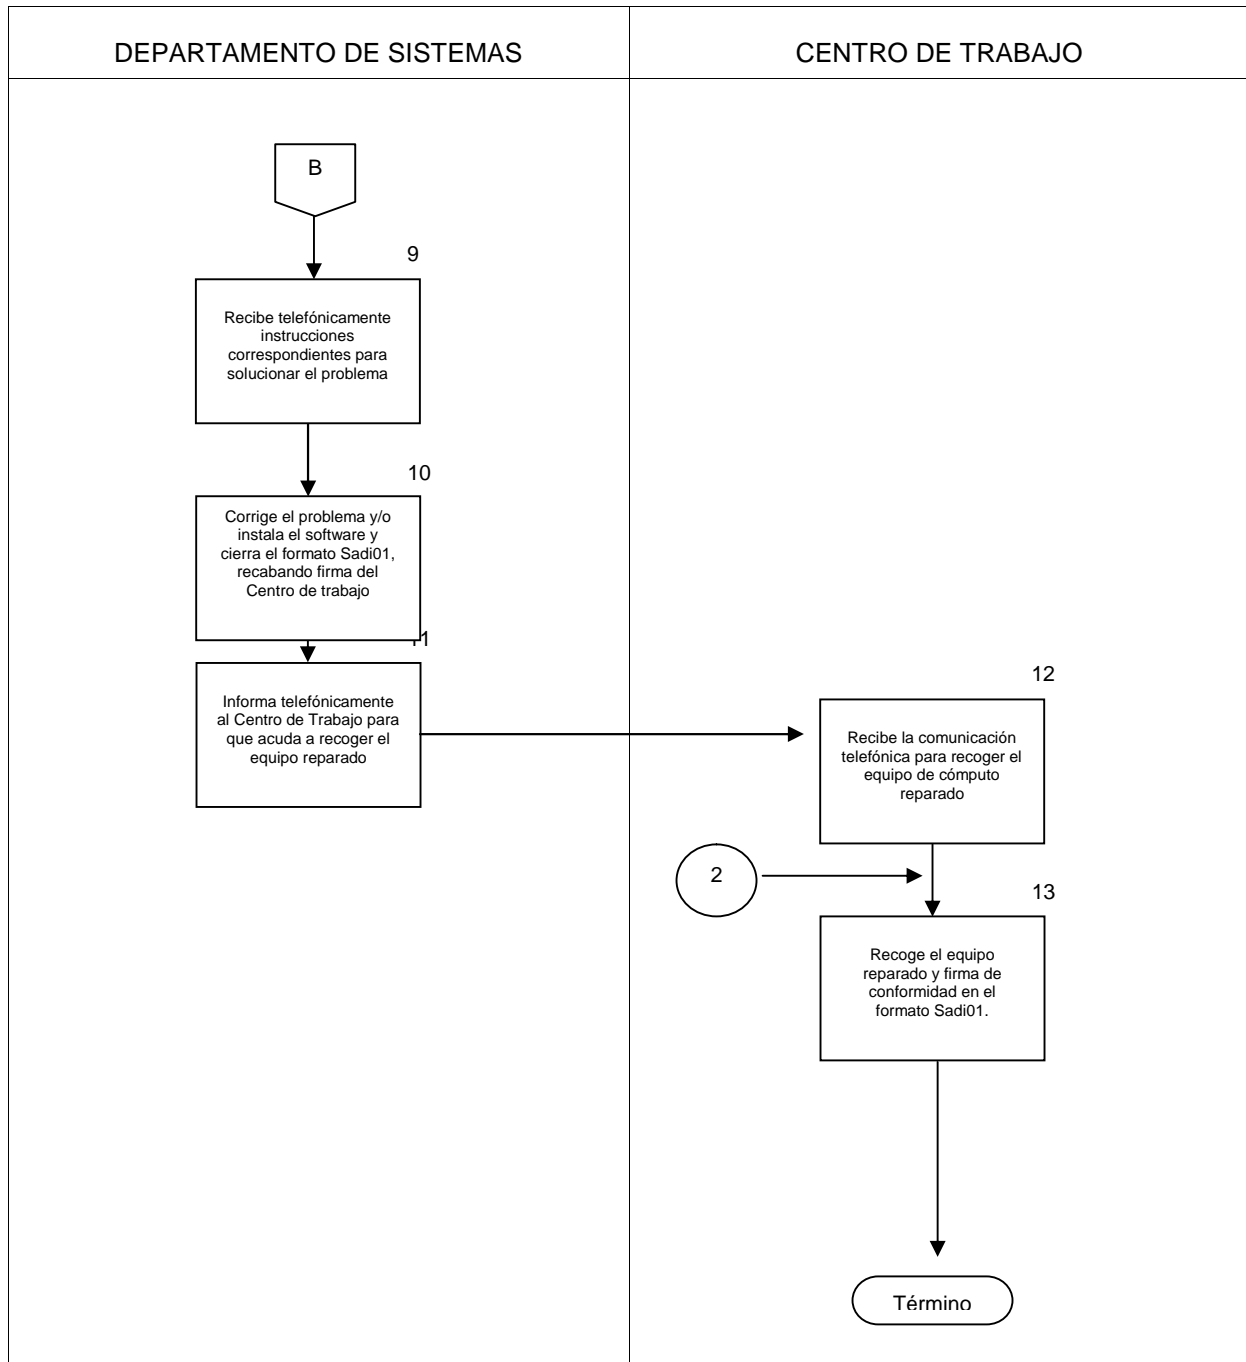 DEPARTAMENTO DE SISTEMAS
CENTRO DE TRABAJO
B
9
Recibe telefónicamente
instrucciones
correspondientes para
solucionar el problema
10
Corrige el problema y/o
instala el software y
cierra el formato Sadi01,
recabando firma del
Centro de trabajo
11
Informa telefónicamente
al Centro de Trabajo para
que acuda a recoger el
equipo reparado
12
Recibe la comunicación
telefónica para recoger el
equipo de cómputo
reparado
2
13
Recoge el equipo
reparado y firma de
conformidad en el
formato Sadi01.
Término